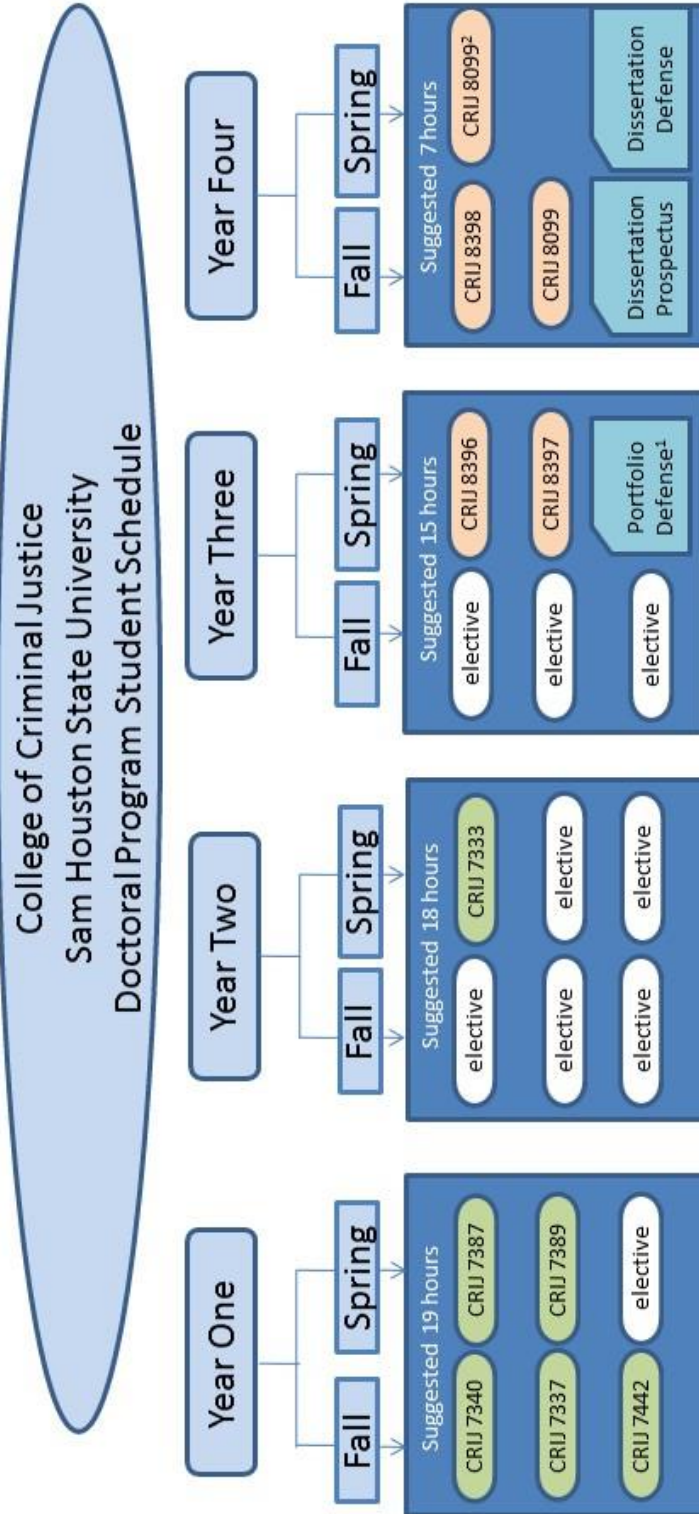 College of Criminal Justice
Sam Houston State University
Doctoral Program Student Schedule
Year One
Fall
Spring
Suggested 19 hours
CRIJ 7340
CRIJ 7387
CRIJ 7337
CRIJ 7389
CRIJ 7442
elective
Year Two
Fall
Spring
Suggested 18 hours
elective
CRIJ 7333
elective
elective
elective
elective
Year Three
Fall
Spring
Suggested 15 hours
elective
CRIJ 8396
elective
CRIJ 8397
elective
Portfolio
Defense¹
Year Four
Fall
Spring
Suggested 7 hours
CRIJ 8398
CRIJ 8099²
CRIJ 8099
Dissertation
Prospectus
Dissertation
Defense